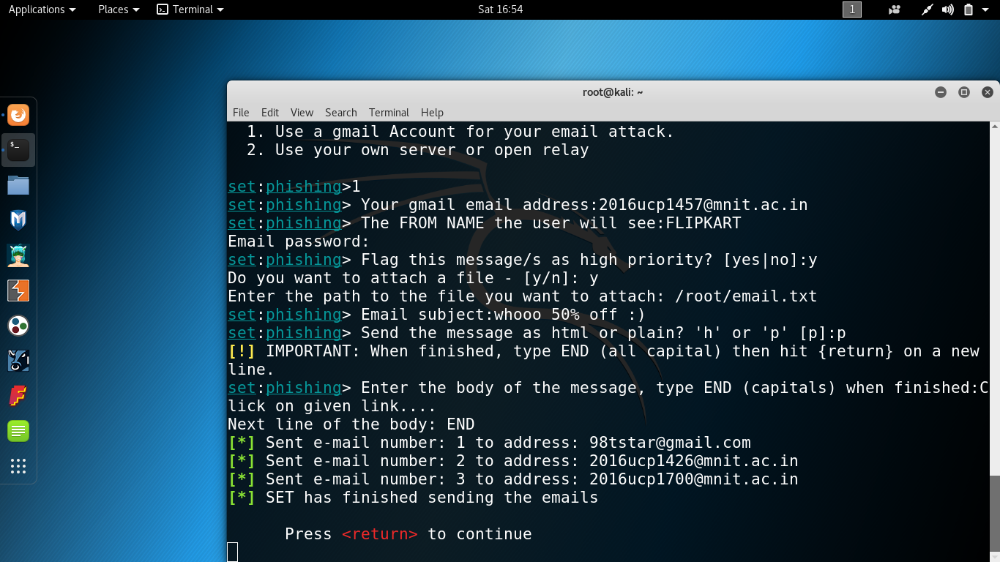 Applications Places Terminal Sat 16:54 1
root@kali: ~
File Edit View Search Terminal Help
1. Use a gmail Account for your email attack.
2. Use your own server or open relay
set:phishing>1
set:phishing> Your gmail email address:2016ucp1457@mnit.ac.in
set:phishing> The FROM NAME the user will see:FLIPKART
Email password:
set:phishing> Flag this message/s as high priority? [yes|no]:y
Do you want to attach a file - [y/n]: y
Enter the path to the file you want to attach: /root/email.txt
set:phishing> Email subject:whooo 50% off :)
set:phishing> Send the message as html or plain? 'h' or 'p' [p]:p
[!] IMPORTANT: When finished, type END (all capital) then hit {return} on a new
line.
set:phishing> Enter the body of the message, type END (capitals) when finished:C
lick on given link....
Next line of the body: END
[*] Sent e-mail number: 1 to address: 98tstar@gmail.com
[*] Sent e-mail number: 2 to address: 2016ucp1426@mnit.ac.in
[*] Sent e-mail number: 3 to address: 2016ucp1700@mnit.ac.in
[*] SET has finished sending the emails
Press <return> to continue